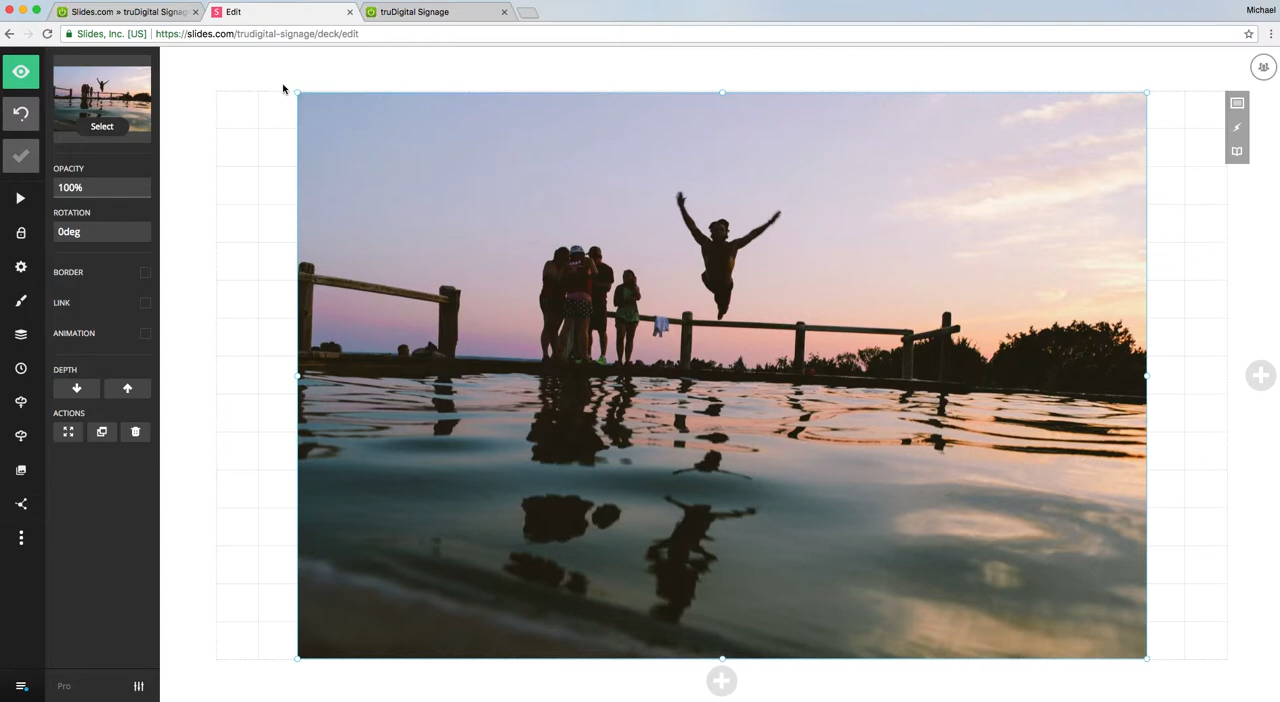 Slides.com » truDigital Signag
Edit
truDigital Signage
Michael
Slides, Inc. [US]
https://slides.com/trudigital-signage/deck/edit
Select
OPACITY
100%
ROTATION
0deg
BORDER
LINK
ANIMATION
DEPTH
ACTIONS
Pro